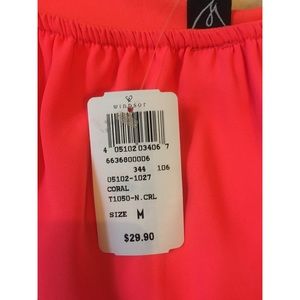 WINDSOR
4 05102 03406 7
6636800006
344 106
05102-1027
CORAL
T1050-N.CRL
SIZE M
$29.90